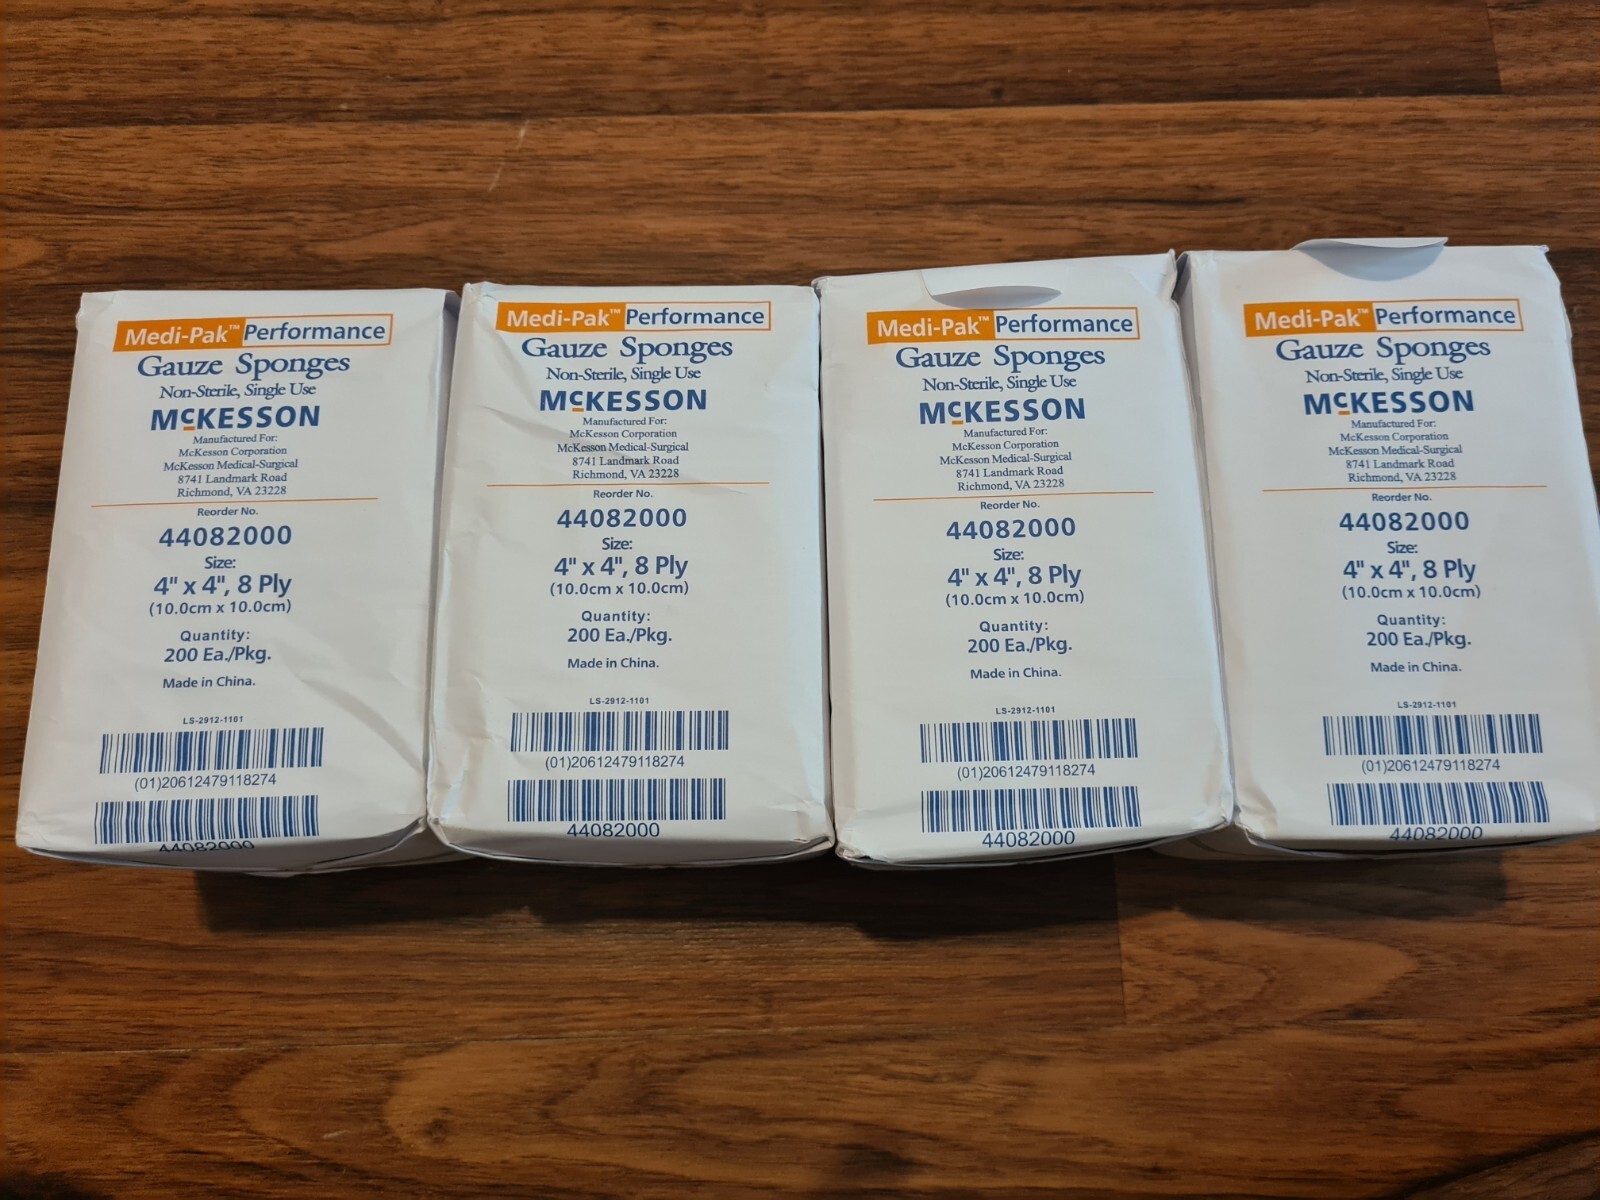 Medi-Pak™ Performance
Gauze Sponges
Non-Sterile, Single Use
McKESSON
Manufactured For:
McKesson Corporation
McKesson Medical-Surgical
8741 Landmark Road
Richmond, VA 23228
Reorder No.
44082000
Size:
4" x 4", 8 Ply
(10.0cm x 10.0cm)
Quantity:
200 Ea./Pkg.
Made in China.
LS-2912-1101
(01)20612479118274
44082000
Medi-Pak™ Performance
Gauze Sponges
Non-Sterile, Single Use
McKESSON
Manufactured For:
McKesson Corporation
McKesson Medical-Surgical
8741 Landmark Road
Richmond, VA 23228
Reorder No.
44082000
Size:
4" x 4", 8 Ply
(10.0cm x 10.0cm)
Quantity:
200 Ea./Pkg.
Made in China.
LS-2912-1101
(01)20612479118274
44082000
Medi-Pak™ Performance
Gauze Sponges
Non-Sterile, Single Use
McKESSON
Manufactured For:
McKesson Corporation
McKesson Medical-Surgical
8741 Landmark Road
Richmond, VA 23228
Reorder No.
44082000
Size:
4" x 4", 8 Ply
(10.0cm x 10.0cm)
Quantity:
200 Ea./Pkg.
Made in China.
LS-2912-1101
(01)20612479118274
44082000
Medi-Pak™ Performance
Gauze Sponges
Non-Sterile, Single Use
McKESSON
Manufactured For:
McKesson Corporation
McKesson Medical-Surgical
8741 Landmark Road
Richmond, VA 23228
Reorder No.
44082000
Size:
4" x 4", 8 Ply
(10.0cm x 10.0cm)
Quantity:
200 Ea./Pkg.
Made in China.
LS-2912-1101
(01)20612479118274
44082000